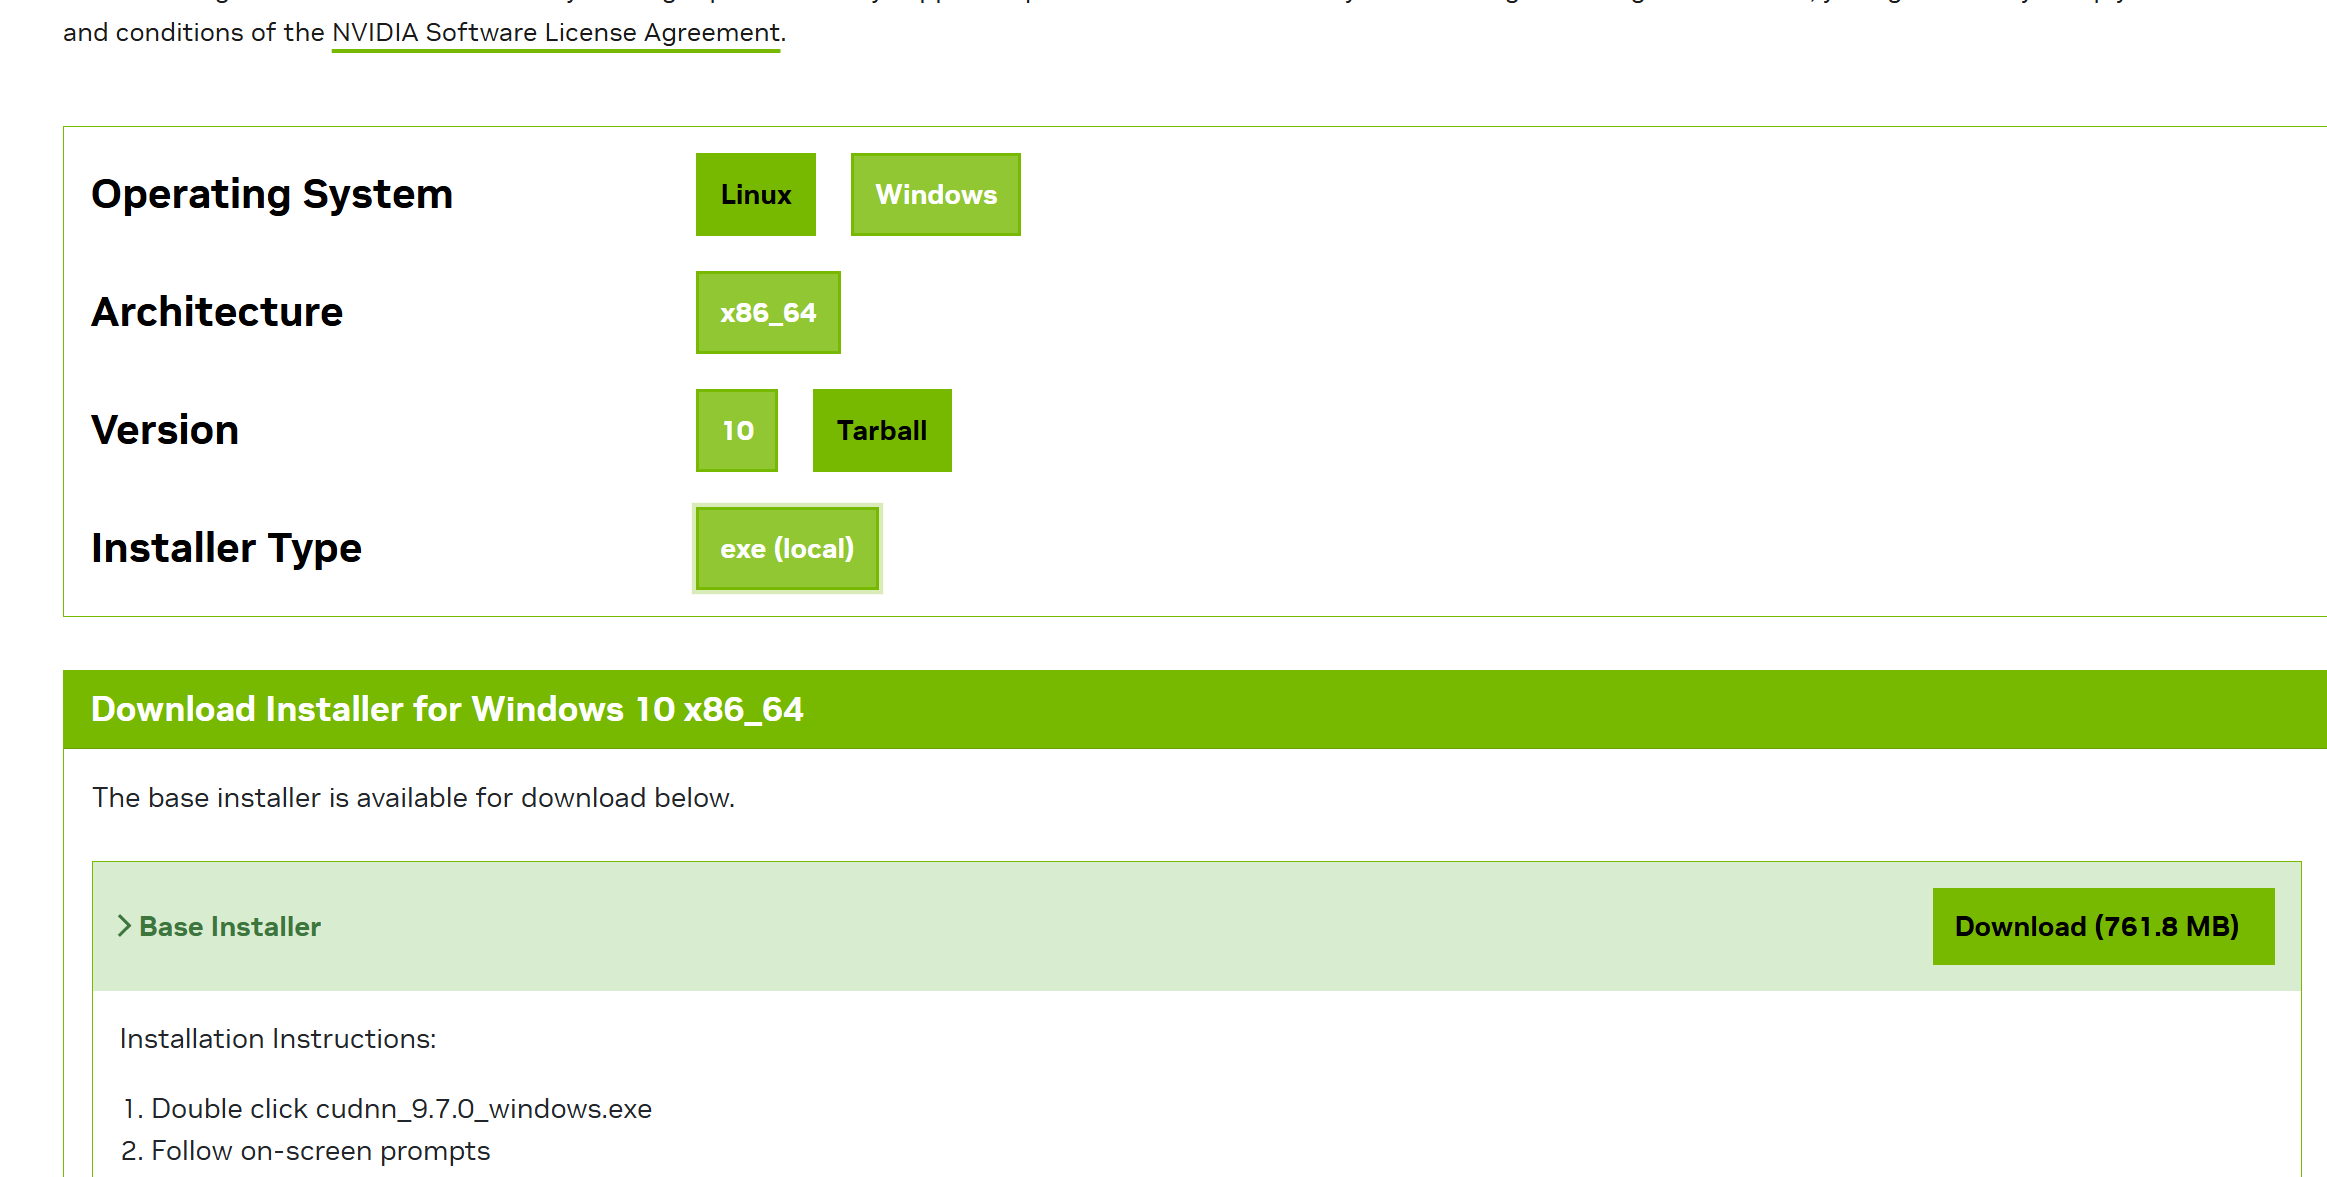 and conditions of the NVIDIA Software License Agreement.
Operating System
Linux
Windows
Architecture
x86_64
Version
10
Tarball
Installer Type
exe (local)
Download Installer for Windows 10 x86_64
The base installer is available for download below.
Base Installer
Download (761.8 MB)
Installation Instructions:
1. Double click cudnn_9.7.0_windows.exe
2. Follow on-screen prompts